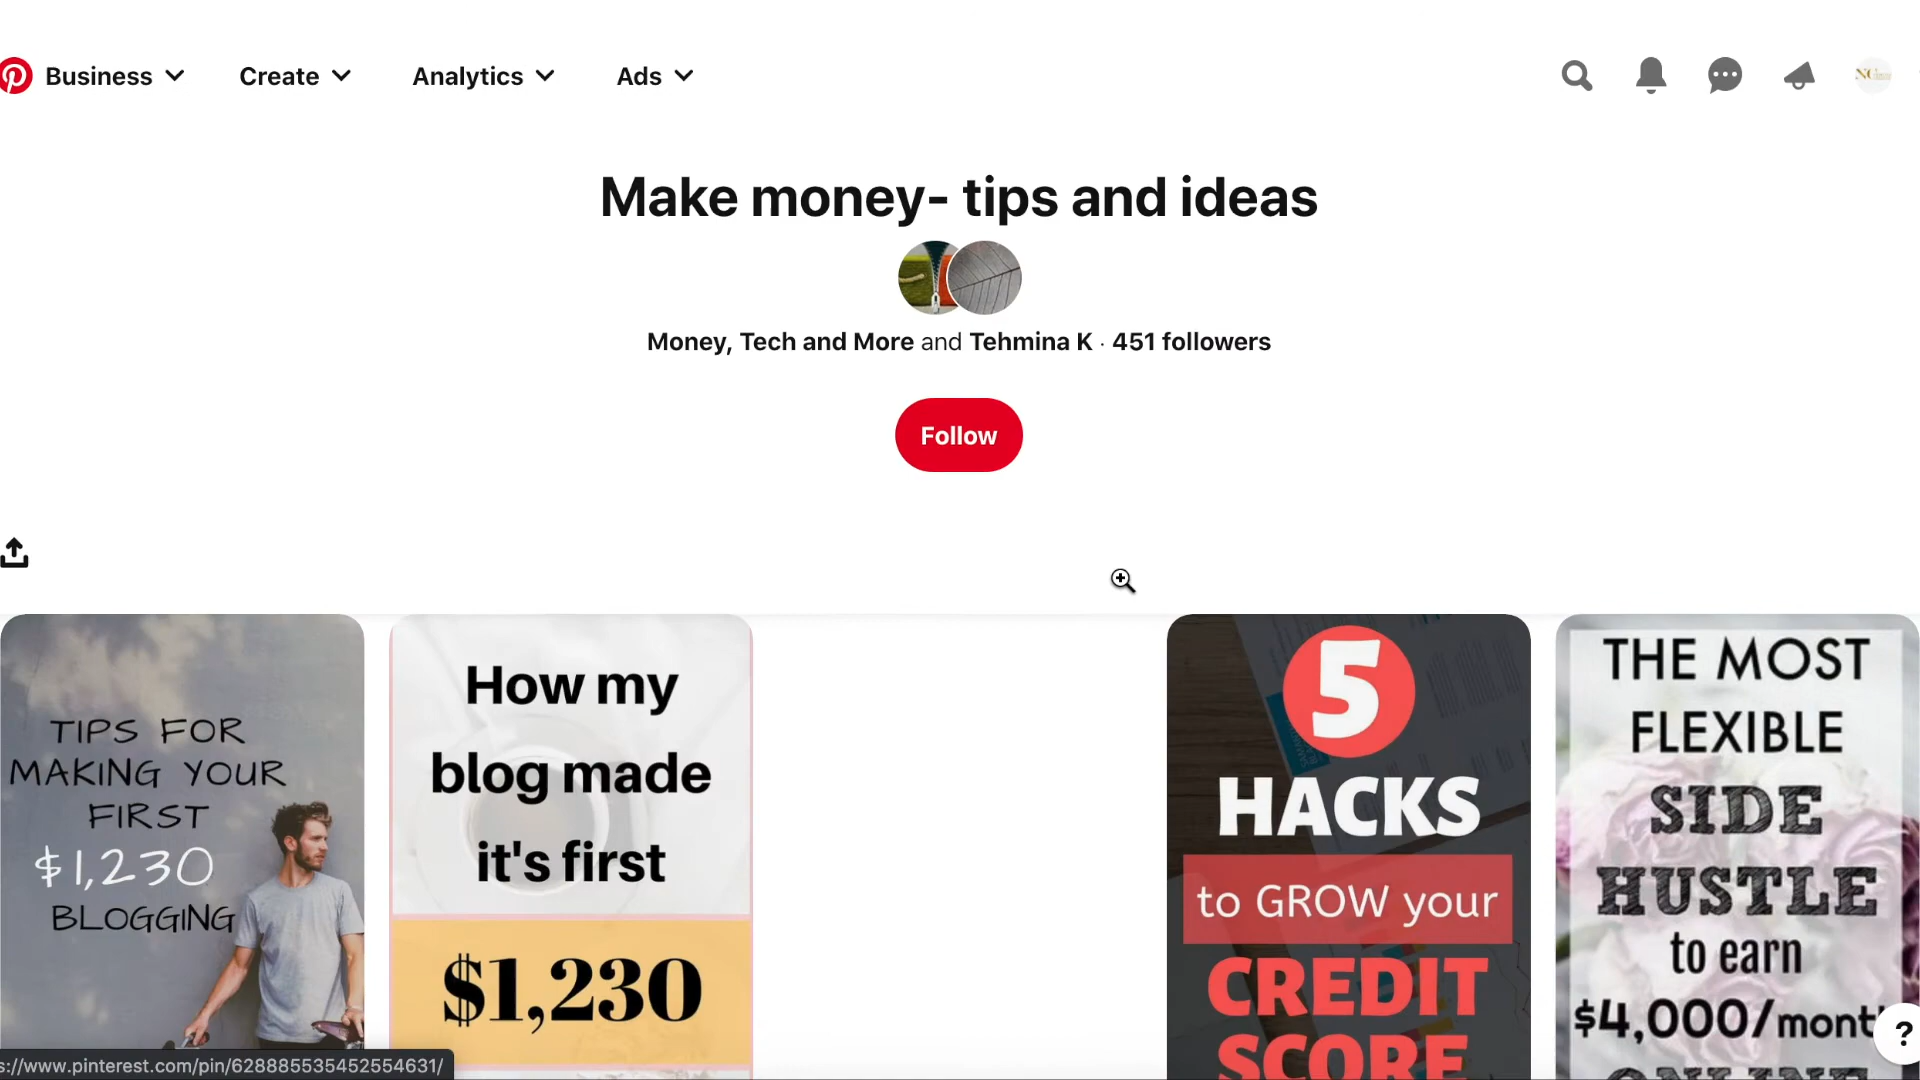 Business
Create
Analytics
Ads
Make money- tips and ideas
Money, Tech and More and Tehmina K · 451 followers
Follow
TIPS FOR
MAKING YOUR
FIRST
$1,230
BLOGGING
How my
blog made
it's first
$1,230
5
HACKS
to GROW your
CREDIT
SCORE
THE MOST
FLEXIBLE
SIDE
HUSTLE
to earn
$4,000/mont
ONLINE
?
s://www.pinterest.com/pin/628885535452554631/